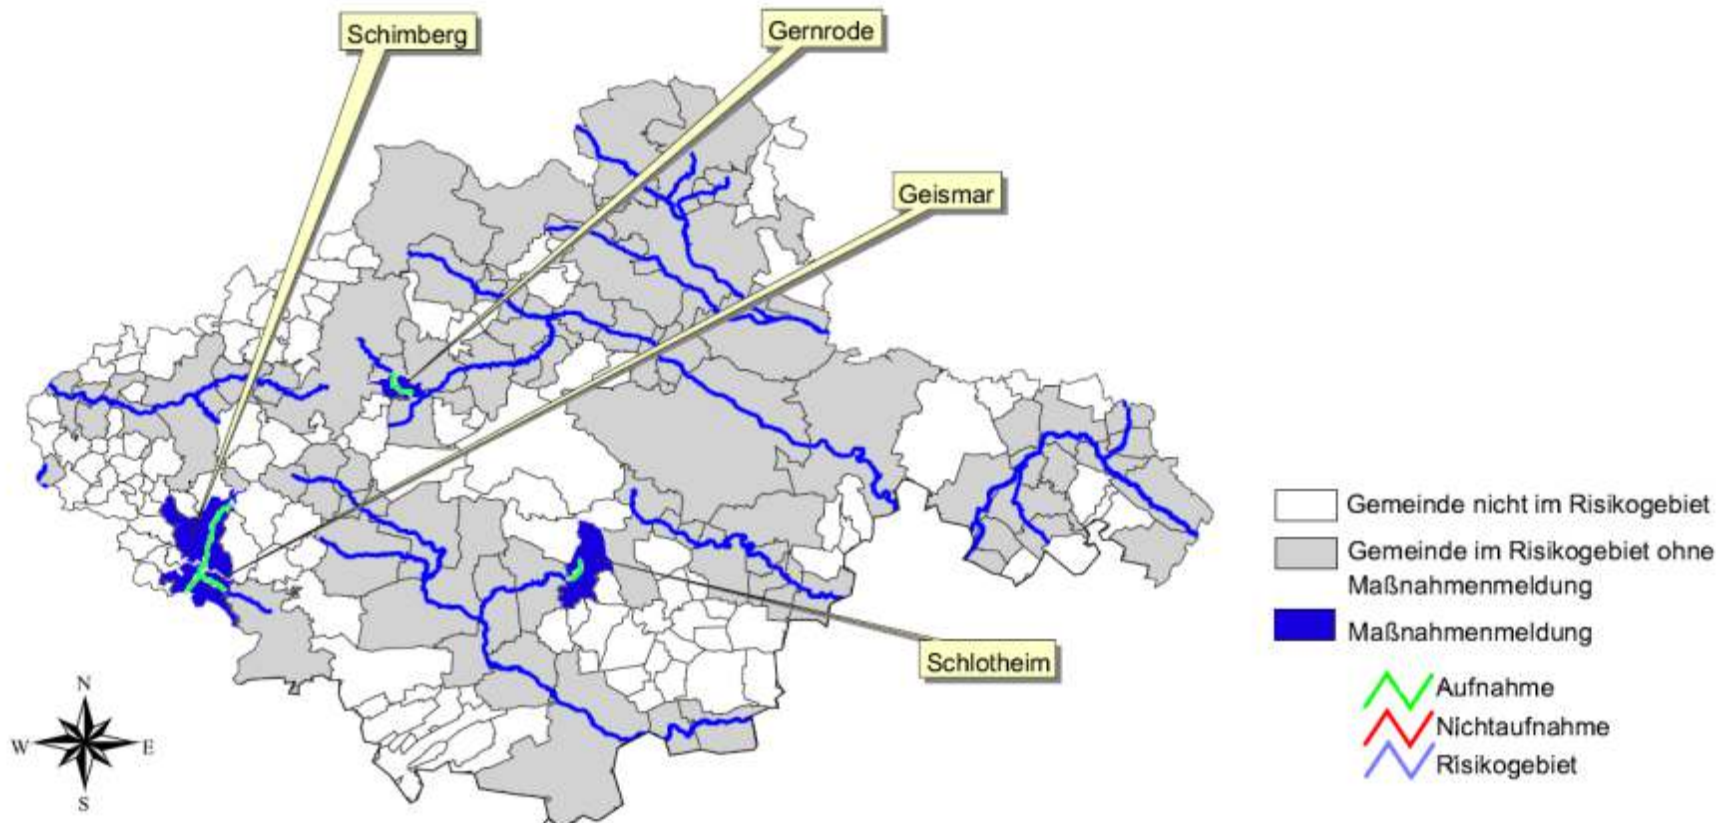 Schimberg
Gernrode
Geismar
Schlotheim
N
W
E
S
Gemeinde nicht im Risikogebiet
Gemeinde im Risikogebiet ohne
Maßnahmenmeldung
Maßnahmenmeldung
Aufnahme
Nichtaufnahme
Risikogebiet